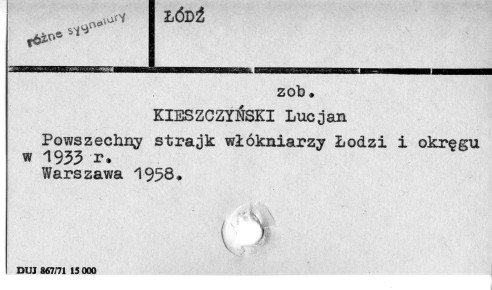 różne sygnatury
ŁÓDŹ
zob.
KIESZCZYŃSKI Lucjan
Powszechny strajk włókniarzy Łodzi i okręgu
w 1933 r.
Warszawa 1958.
DUJ 867/71 15 000